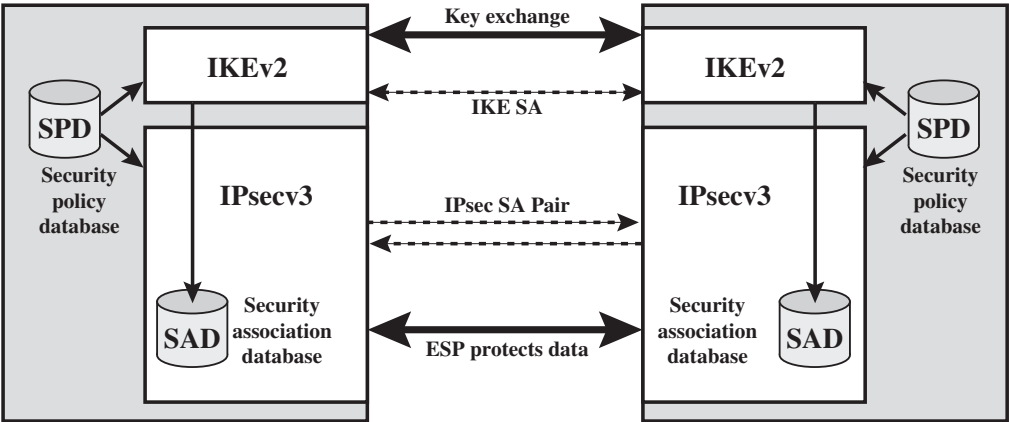 Key exchange
IKEv2
IKEv2
SPD
IKE SA
SPD
Security
policy
database
IPsecv3
IPsec SA Pair
IPsecv3
Security
policy
database
SAD
Security
association
database
ESP protects data
Security
association
database
SAD